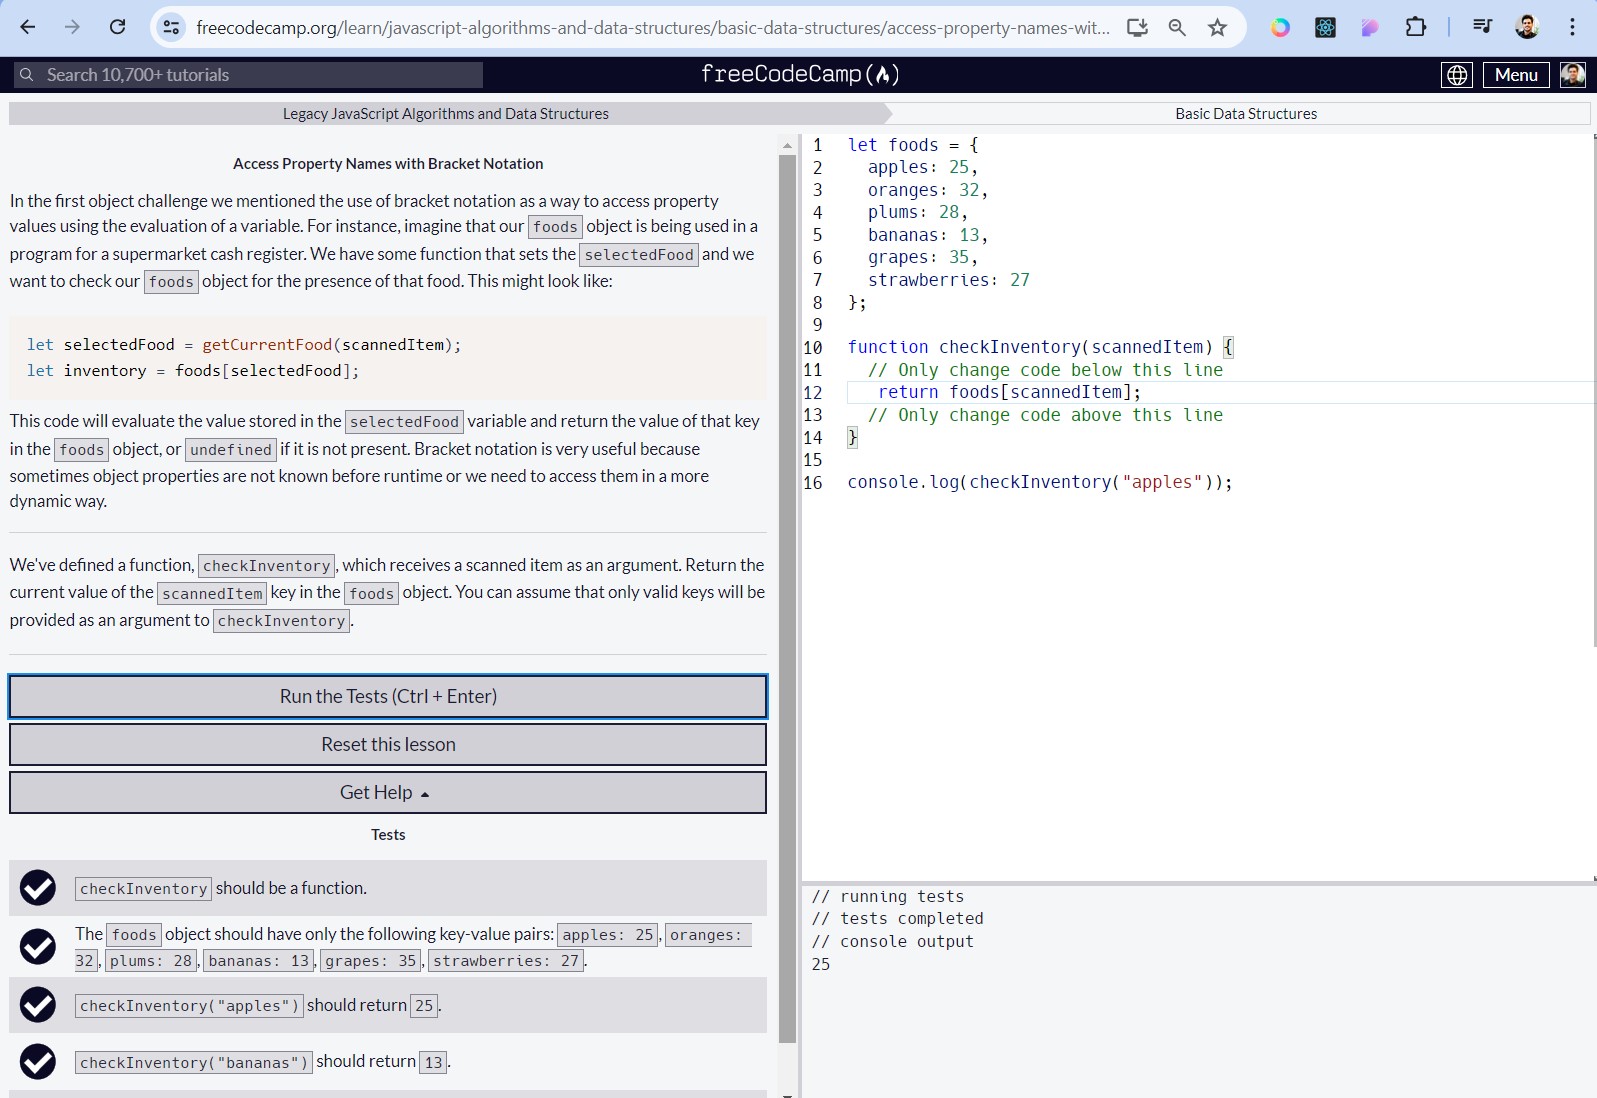 freecodecamp.org/learn/javascript-algorithms-and-data-structures/basic-data-structures/access-property-names-wit...
Search 10,700+ tutorials
freeCodeCamp(🔥)
Menu
Legacy JavaScript Algorithms and Data Structures
Basic Data Structures
Access Property Names with Bracket Notation
In the first object challenge we mentioned the use of bracket notation as a way to access property
values using the evaluation of a variable. For instance, imagine that our foods object is being used in a
program for a supermarket cash register. We have some function that sets the selectedFood and we
want to check our foods object for the presence of that food. This might look like:
let selectedFood = getCurrentFood(scannedItem);
let inventory = foods[selectedFood];
This code will evaluate the value stored in the selectedFood variable and return the value of that key
in the foods object, or undefined if it is not present. Bracket notation is very useful because
sometimes object properties are not known before runtime or we need to access them in a more
dynamic way.
We've defined a function, checkInventory, which receives a scanned item as an argument. Return the
current value of the scannedItem key in the foods object. You can assume that only valid keys will be
provided as an argument to checkInventory.
Run the Tests (Ctrl + Enter)
Reset this lesson
Get Help
Tests
checkInventory should be a function.
The foods object should have only the following key-value pairs: apples: 25, oranges:
32, plums: 28, bananas: 13, grapes: 35, strawberries: 27.
checkInventory("apples") should return 25.
checkInventory("bananas") should return 13.
1 let foods = {
2   apples: 25,
3   oranges: 32,
4   plums: 28,
5   bananas: 13,
6   grapes: 35,
7   strawberries: 27
8 };
9
10 function checkInventory(scannedItem) {
11   // Only change code below this line
12    return foods[scannedItem];
13   // Only change code above this line
14 }
15
16 console.log(checkInventory("apples"));
// running tests
// tests completed
// console output
25